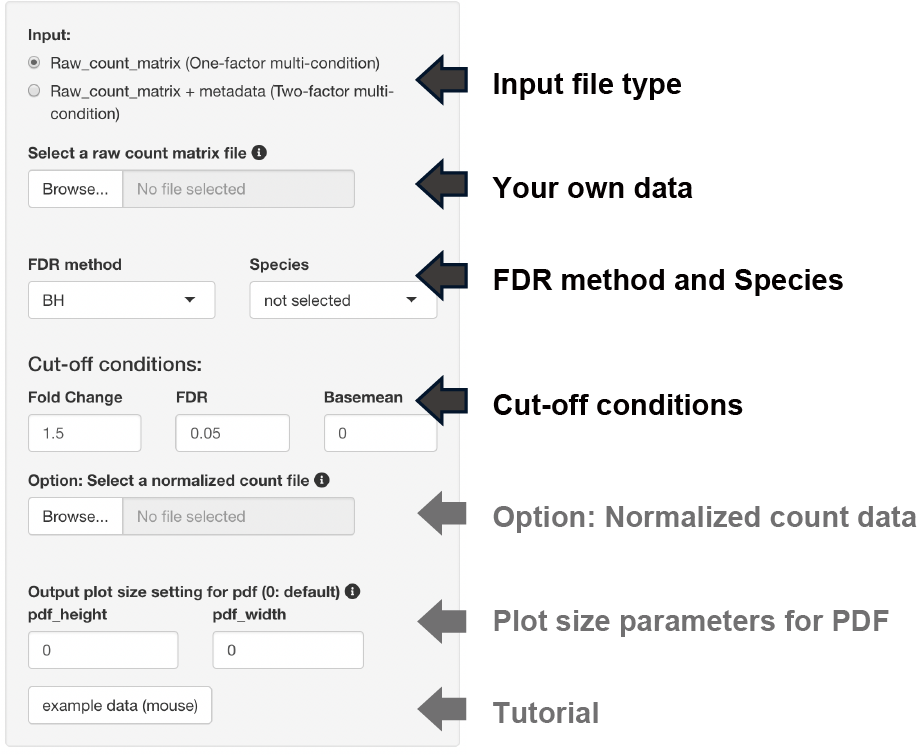 Input:
Raw_count_matrix (One-factor multi-condition)
Input file type
Raw_count_matrix + metadata (Two-factor multi-
condition)
Select a raw count matrix file
Browse... No file selected
Your own data
FDR method Species
BH not selected
FDR method and Species
Cut-off conditions:
Fold Change FDR Basemean
1.5 0.05 0
Cut-off conditions
Option: Select a normalized count file
Browse... No file selected
Option: Normalized count data
Output plot size setting for pdf (0: default)
pdf_height pdf_width
0 0
Plot size parameters for PDF
example data (mouse)
Tutorial